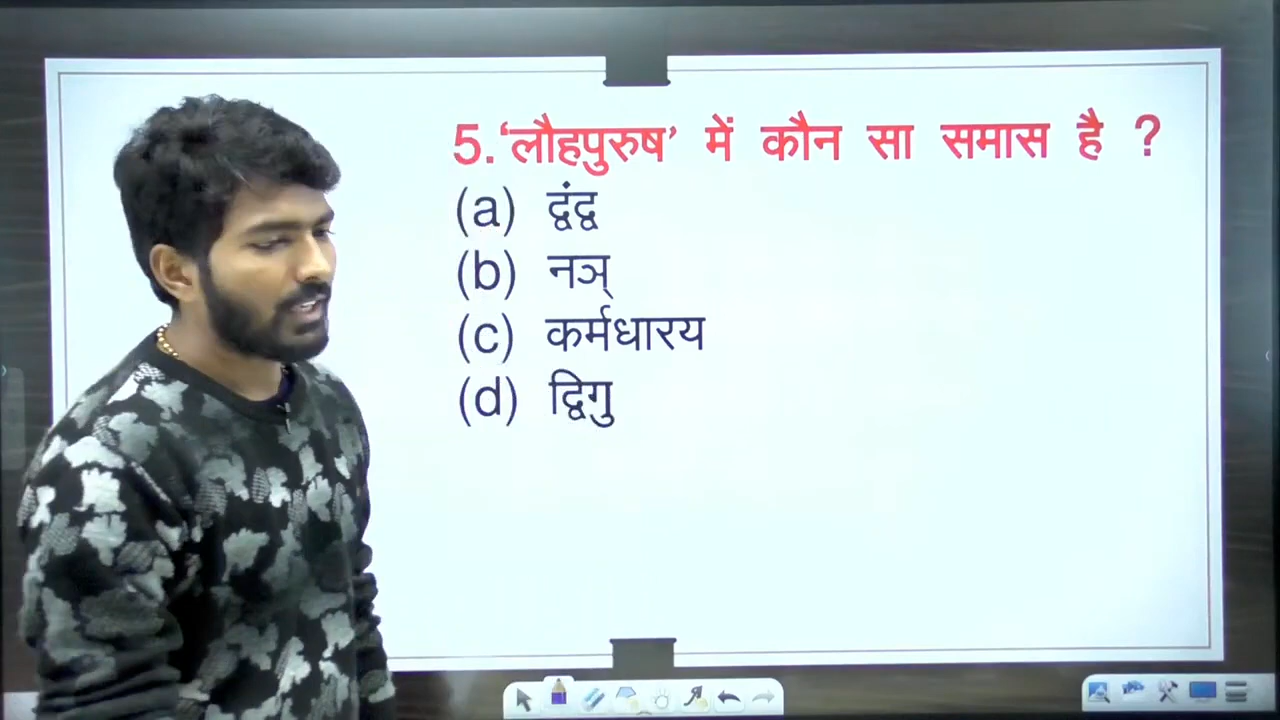 5.‘लौहपुरुष’ में कौन सा समास है ?
(a) द्वंद्व
(b) नञ्
(c) कर्मधारय
(d) द्विगु